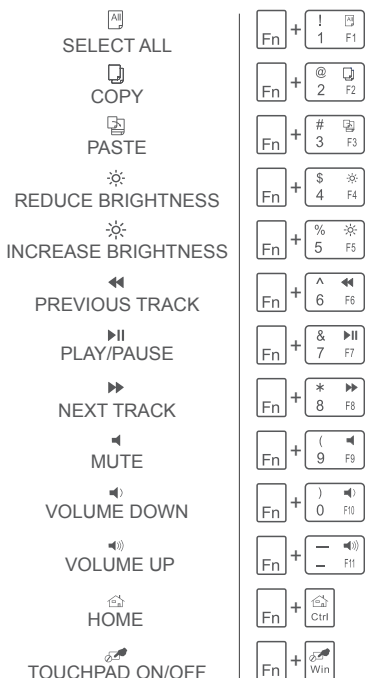 All
SELECT ALL
Fn + ! 1 All F1
COPY
Fn + @ 2 F2
PASTE
Fn + # 3 F3
REDUCE BRIGHTNESS
Fn + $ 4 F4
INCREASE BRIGHTNESS
Fn + % 5 F5
PREVIOUS TRACK
Fn + ^ 6 F6
PLAY/PAUSE
Fn + & 7 F7
NEXT TRACK
Fn + * 8 F8
MUTE
Fn + ( 9 F9
VOLUME DOWN
Fn + ) 0 F10
VOLUME UP
Fn + — – F11
HOME
Fn + Ctrl
TOUCHPAD ON/OFF
Fn + Win